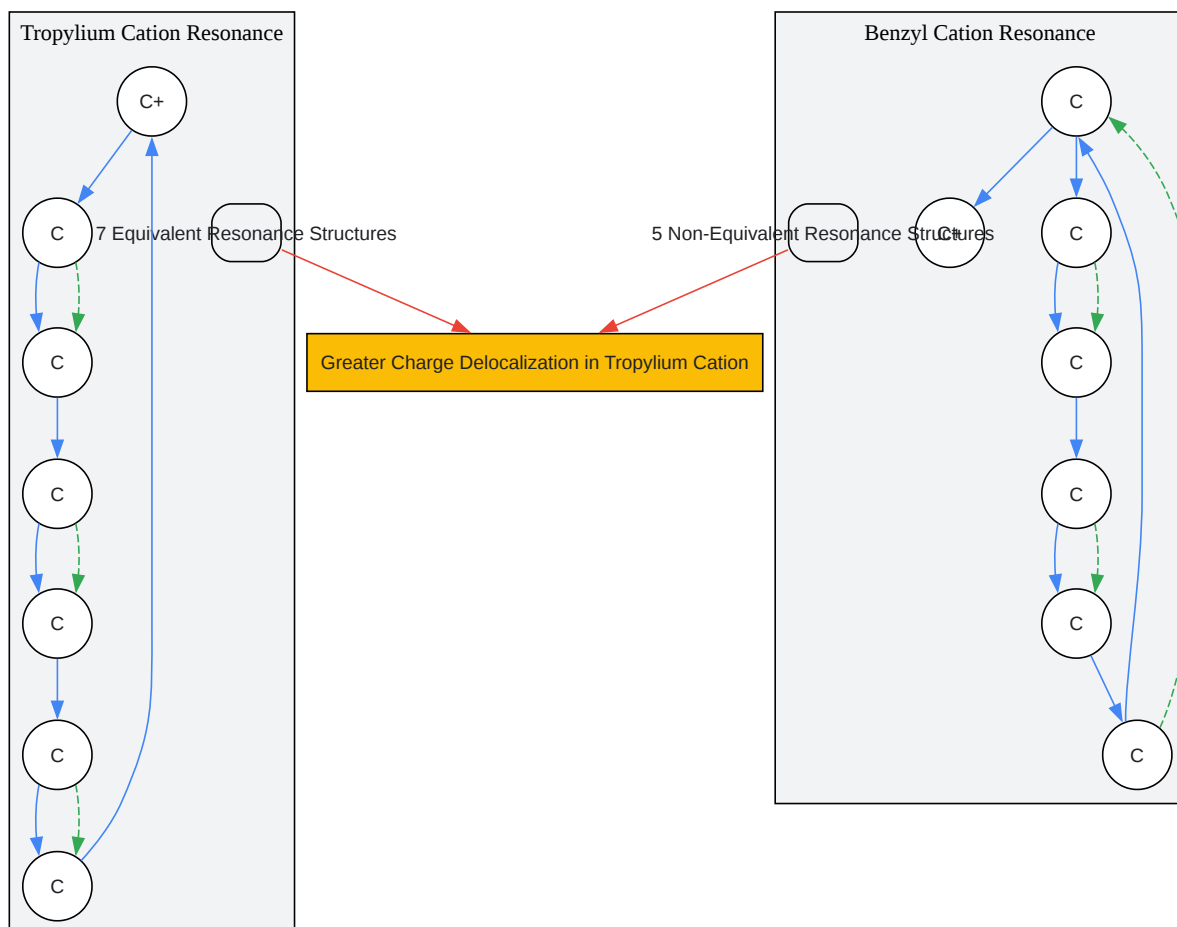 Tropylium Cation Resonance
C+
C
7 Equivalent Resonance Structures
C
C
C
C
C
Greater Charge Delocalization in Tropylium Cation
Benzyl Cation Resonance
C
5 Non-Equivalent Resonance Structures
C+
C
C
C
C
C